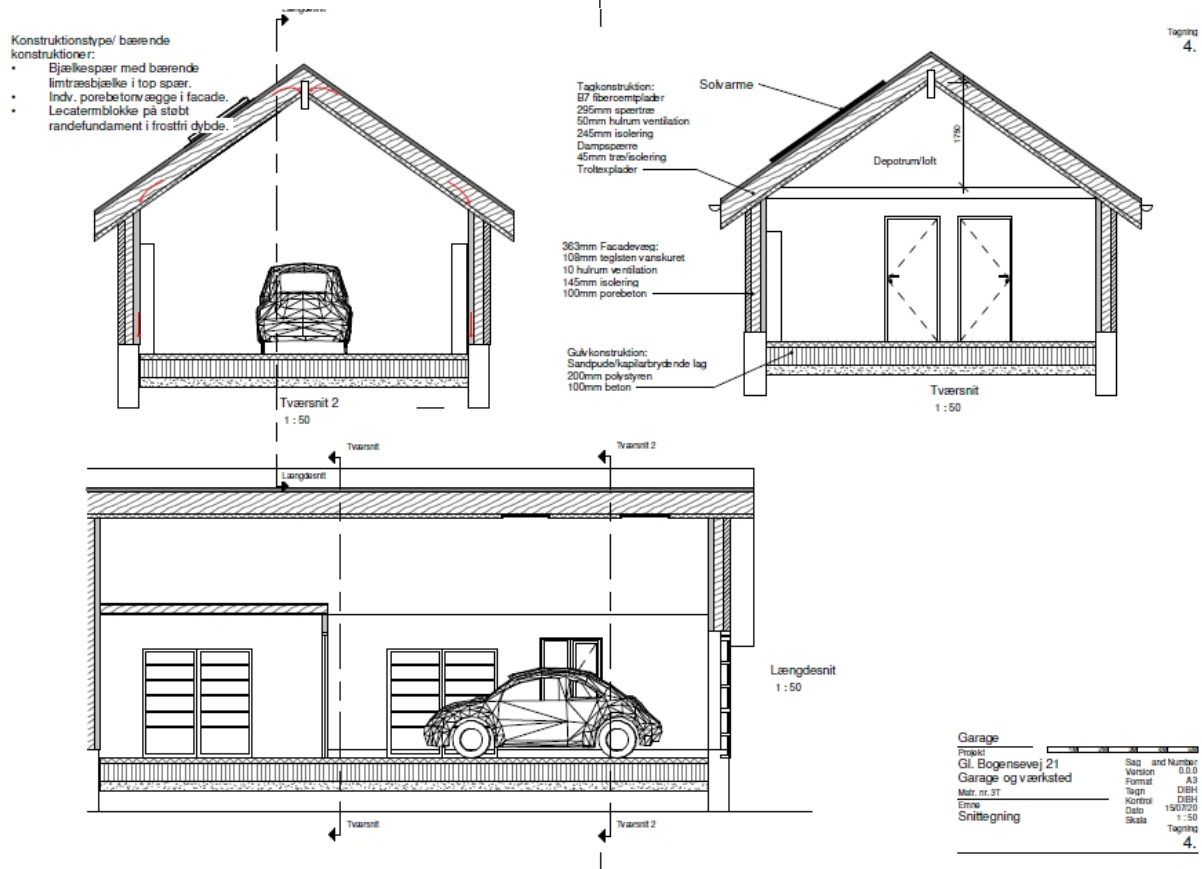 Længdesnit
Konstruktionstype/ bærende
konstruktioner:
• Bjælkespær med bærende
limtræsbjælke i top spær.
• Indv. porebetonvægge i facade.
• Lecatermblokke på støbt
randefundament i frostfri dybde.
Tværsnit 2
1 : 50
Tagkonstruktion:
B7 fibercemtplader
295mm spærtræ
50mm hulrum ventilation
245mm isolering
Dampspærre
45mm træ/isolering
Troltexplader
Solvarme
1750
Depotrum/loft
363mm Facadevæg:
108mm teglsten vanskuret
10 hulrum ventilation
145mm isolering
100mm porebeton
Gulvkonstruktion:
Sandpude/kapilarbrydende lag
200mm polystyren
100mm beton
Tværsnit
1 : 50
Tegning
4.
Tværsnit
Tværsnit 2
Længdesnit
Længdesnit
1 : 50
Tværsnit
Tværsnit 2
Garage
Projekt
Gl. Bogensevej 21
Garage og værksted
Matr. nr. 3T
Emne
Snittegning
Sag and Number
Version 0.0.0
Format A3
Tegn DIBH
Kontrol DIBH
Dato 15/07/20
Skala 1 : 50
Tegning
4.